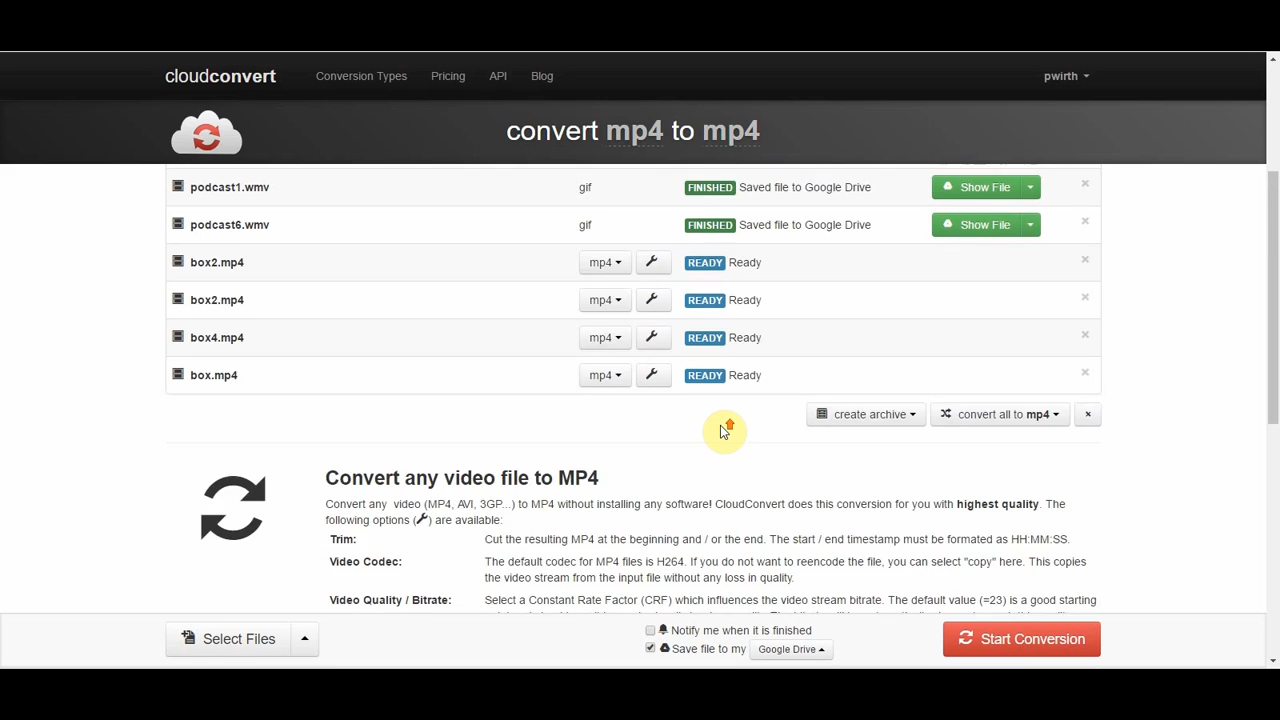 cloudconvert Conversion Types Pricing API Blog pwirth
convert mp4 to mp4
podcast1.wmv gif FINISHED Saved file to Google Drive Show File
podcast6.wmv gif FINISHED Saved file to Google Drive Show File
box2.mp4 mp4 READY Ready
box2.mp4 mp4 READY Ready
box4.mp4 mp4 READY Ready
box.mp4 mp4 READY Ready
create archive convert all to mp4
Convert any video file to MP4
Convert any video (MP4, AVI, 3GP...) to MP4 without installing any software! CloudConvert does this conversion for you with highest quality. The
following options ( ) are available:
Trim: Cut the resulting MP4 at the beginning and / or the end. The start / end timestamp must be formated as HH:MM:SS.
Video Codec: The default codec for MP4 files is H264. If you do not want to reencode the file, you can select "copy" here. This copies
the video stream from the input file without any loss in quality.
Video Quality / Bitrate: Select a Constant Rate Factor (CRF) which influences the video stream bitrate. The default value (=23) is a good starting
Select Files Notify me when it is finished Start Conversion
Save file to my Google Drive